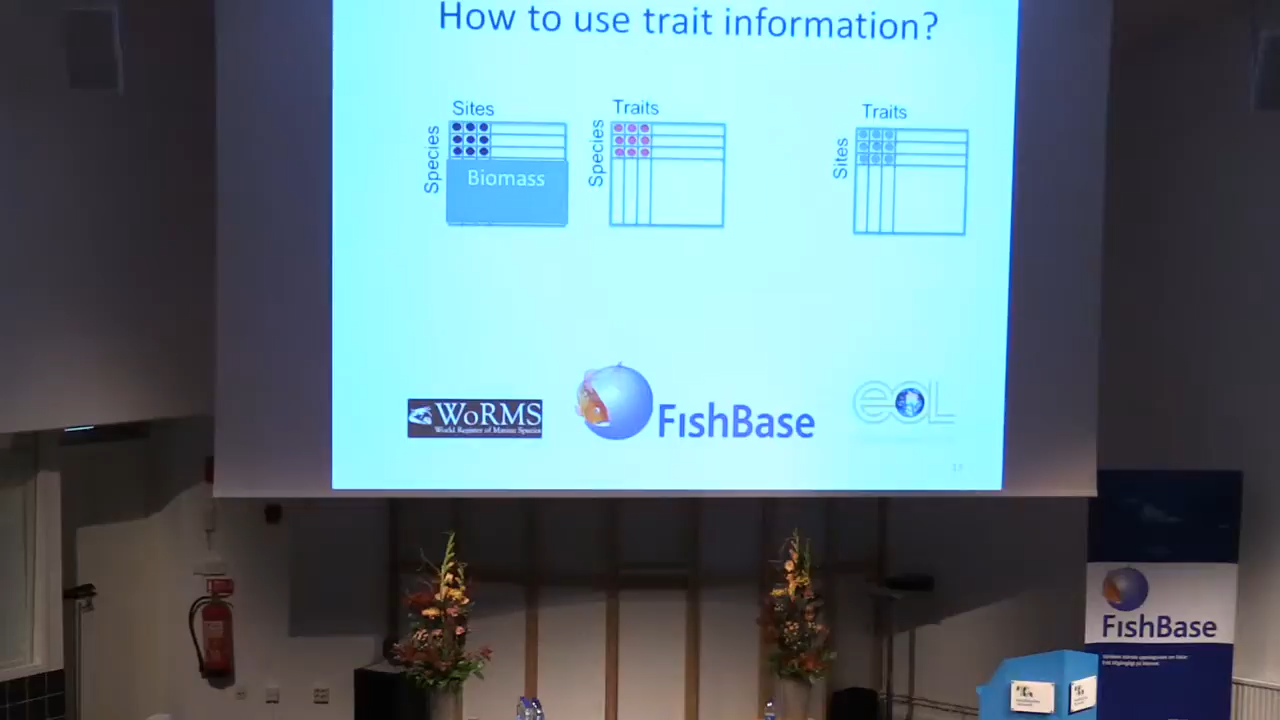 How to use trait information?
Sites
Species
Biomass
Traits
Species
Traits
Sites
WoRMS
World Register of Marine Species
FishBase
eOL
13
FishBase